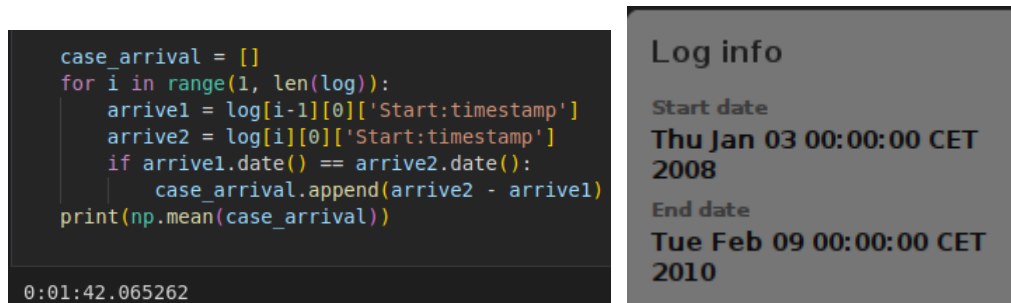 case_arrival = []
for i in range(1, len(log)):
    arrive1 = log[i-1][0]['Start:timestamp']
    arrive2 = log[i][0]['Start:timestamp']
    if arrive1.date() == arrive2.date():
        case_arrival.append(arrive2 - arrive1)
print(np.mean(case_arrival))
0:01:42.065262
Log info
Start date
Thu Jan 03 00:00:00 CET
2008
End date
Tue Feb 09 00:00:00 CET
2010